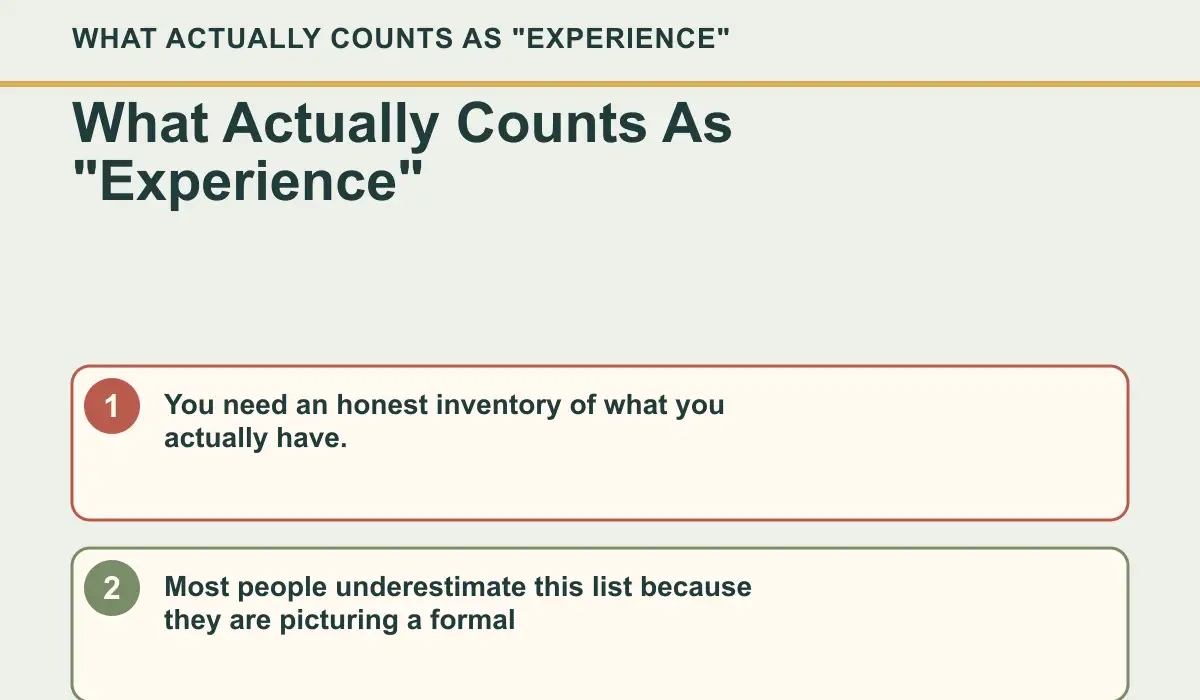 WHAT ACTUALLY COUNTS AS "EXPERIENCE"
What Actually Counts As
"Experience"
1
You need an honest inventory of what you
actually have.
2
Most people underestimate this list because
they are picturing a formal